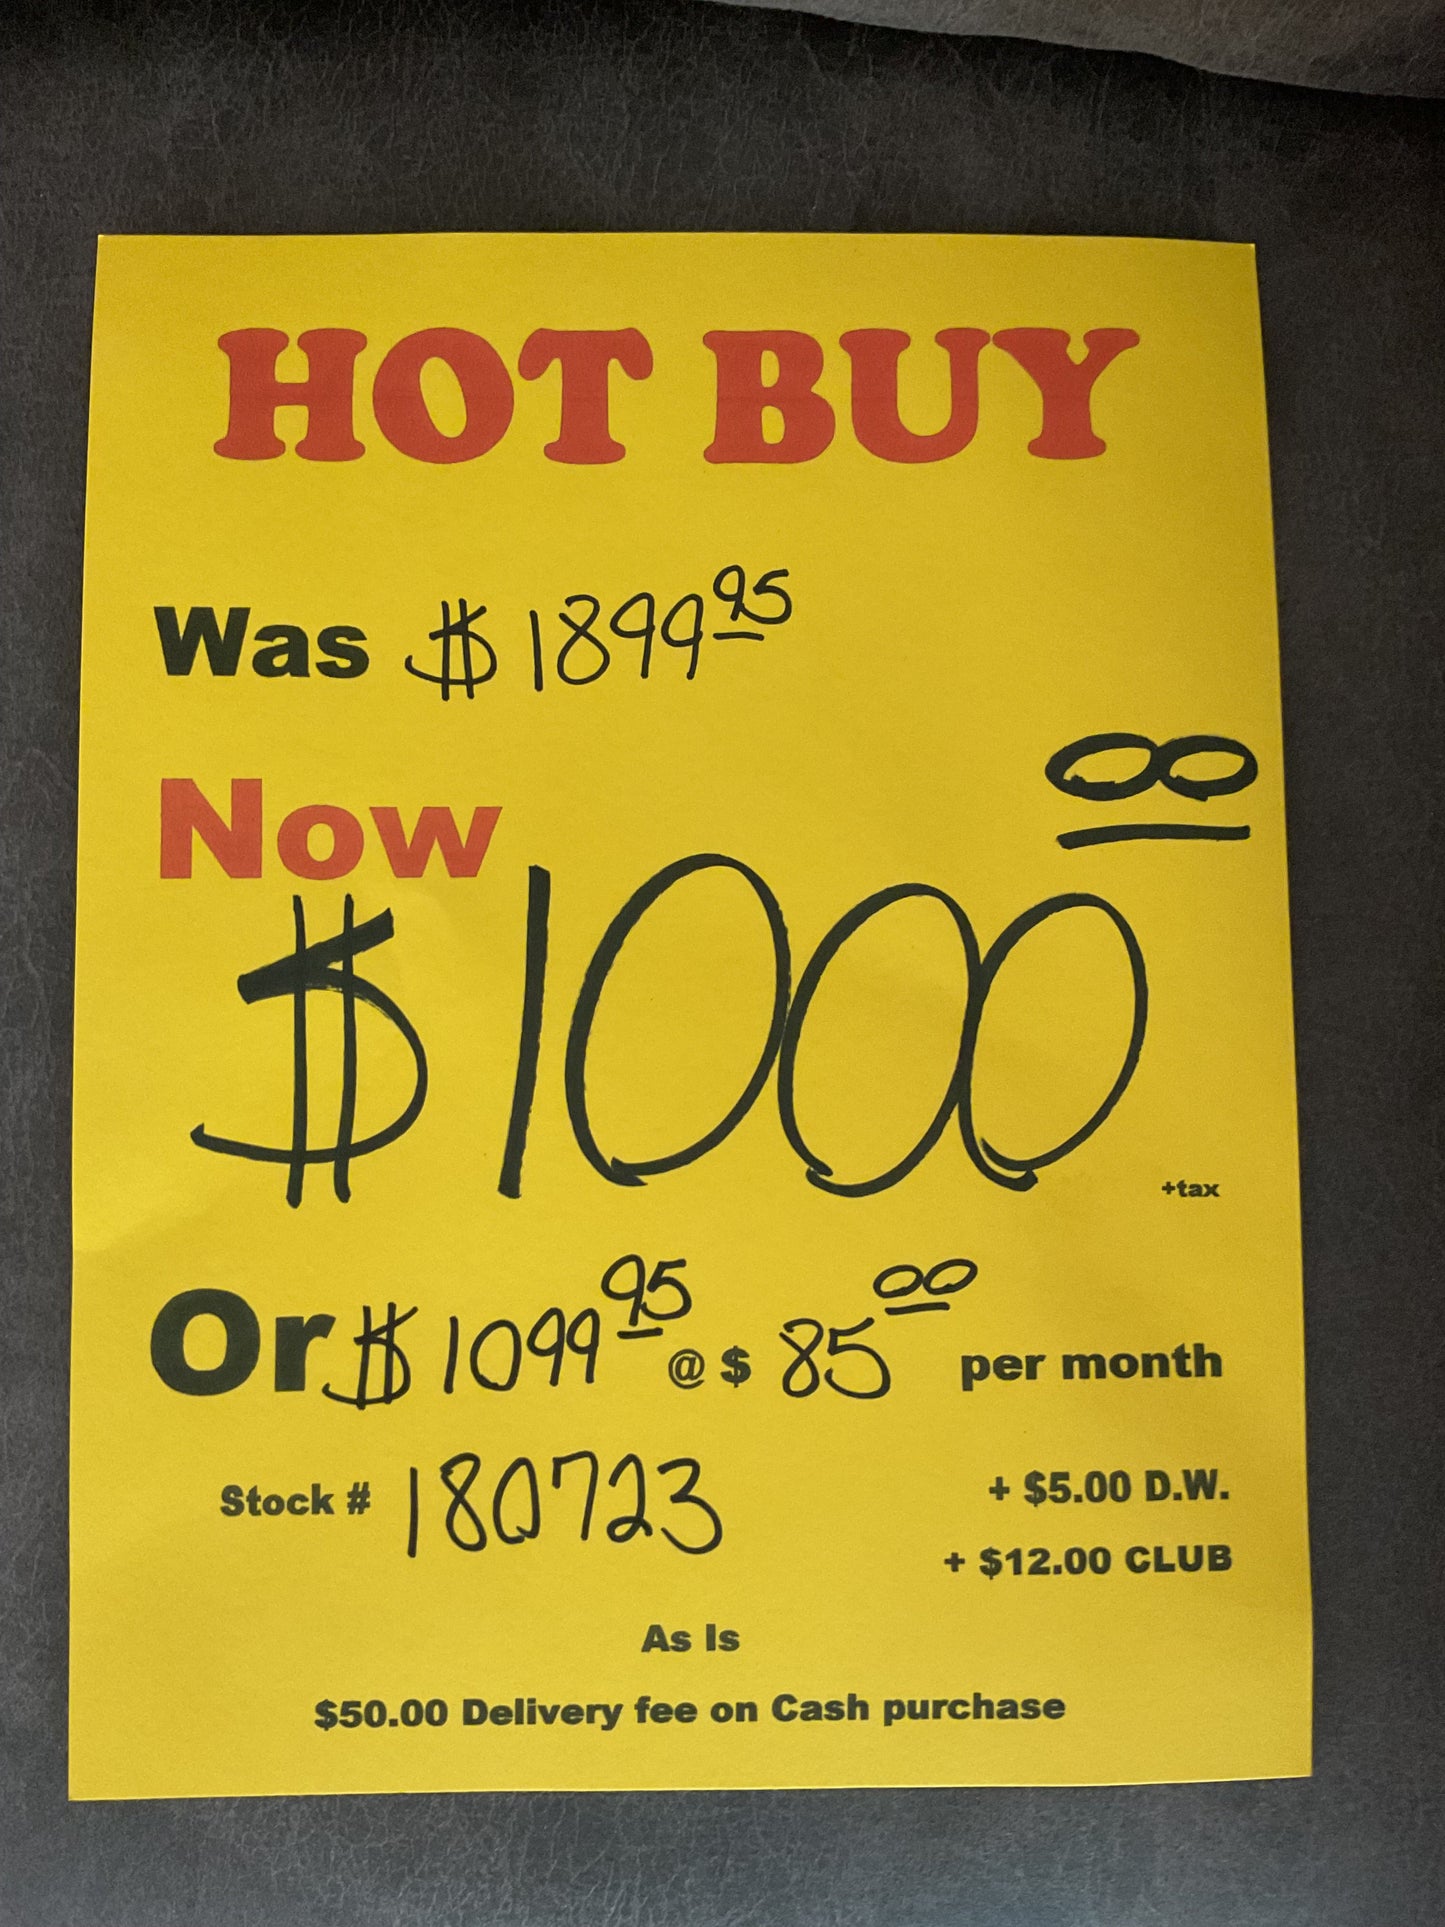 HOT BUY
Was $ 1899 95
Now
$1000 00
+tax
Or $ 1099 95 @ $ 85 00 per month
Stock # 180723
+ $5.00 D.W.
+ $12.00 CLUB
As Is
$50.00 Delivery fee on Cash purchase